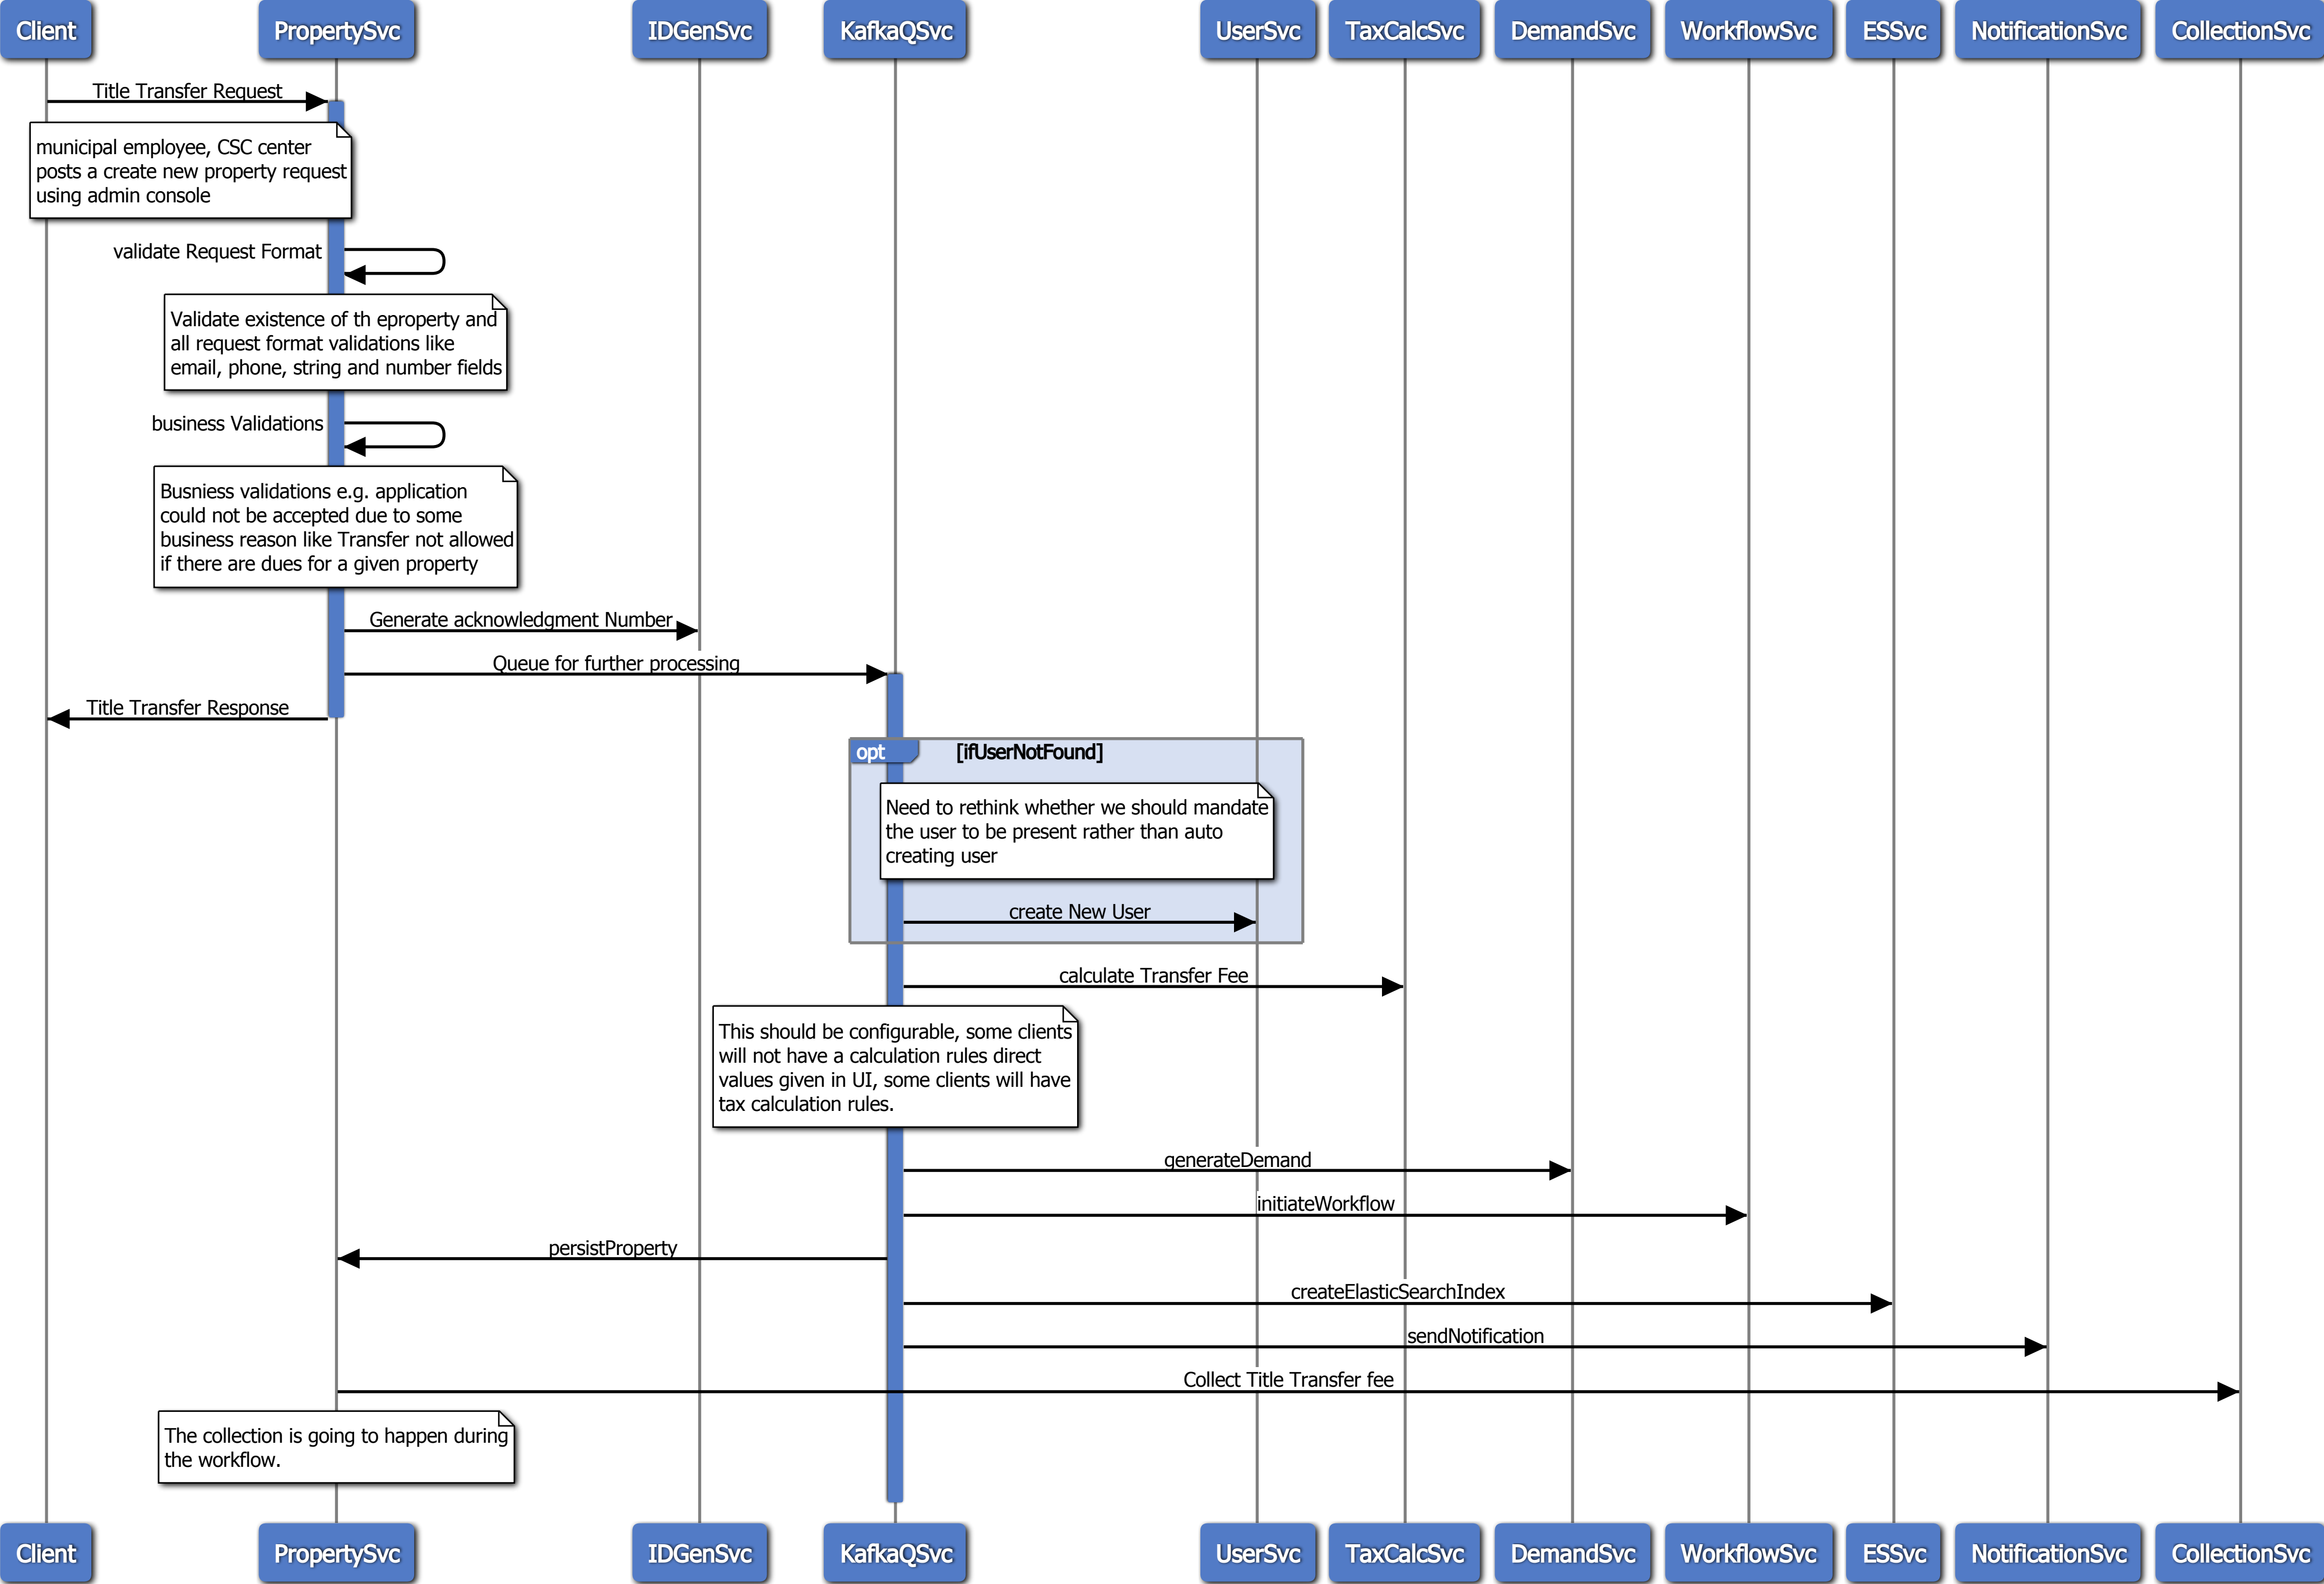 Client PropertySvc IDGenSvc KafkaQSvc UserSvc TaxCalcSvc DemandSvc WorkflowSvc ESSvc NotificationSvc CollectionSvc
Title Transfer Request
municipal employee, CSC center
posts a create new property request
using admin console
validate Request Format
Validate existence of th eproperty and
all request format validations like
email, phone, string and number fields
business Validations
Busniess validations e.g. application
could not be accepted due to some
business reason like Transfer not allowed
if there are dues for a given property
Generate acknowledgment Number
Queue for further processing
Title Transfer Response
opt [ifUserNotFound]
Need to rethink whether we should mandate
the user to be present rather than auto
creating user
create New User
calculate Transfer Fee
This should be configurable, some clients
will not have a calculation rules direct
values given in UI, some clients will have
tax calculation rules.
generateDemand
initiateWorkflow
persistProperty
createElasticSearchIndex
sendNotification
Collect Title Transfer fee
The collection is going to happen during
the workflow.
Client PropertySvc IDGenSvc KafkaQSvc UserSvc TaxCalcSvc DemandSvc WorkflowSvc ESSvc NotificationSvc CollectionSvc